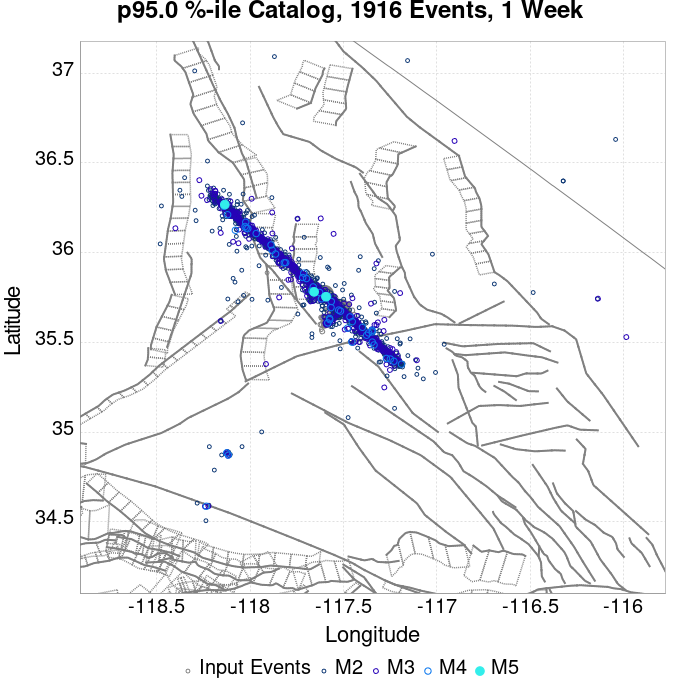 p95.0 %-ile Catalog, 1916 Events, 1 Week
37
36.5
36
35.5
35
34.5
Latitude
-118.5 -118 -117.5 -117 -116.5 -116
Longitude
Input Events M2 M3 M4 M5